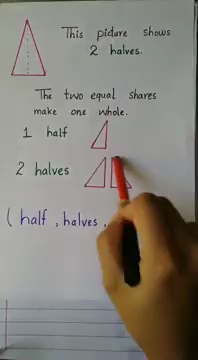 This picture shows
2 halves.
The two equal shares
make one whole.
1 half
2 halves
( half, halves,